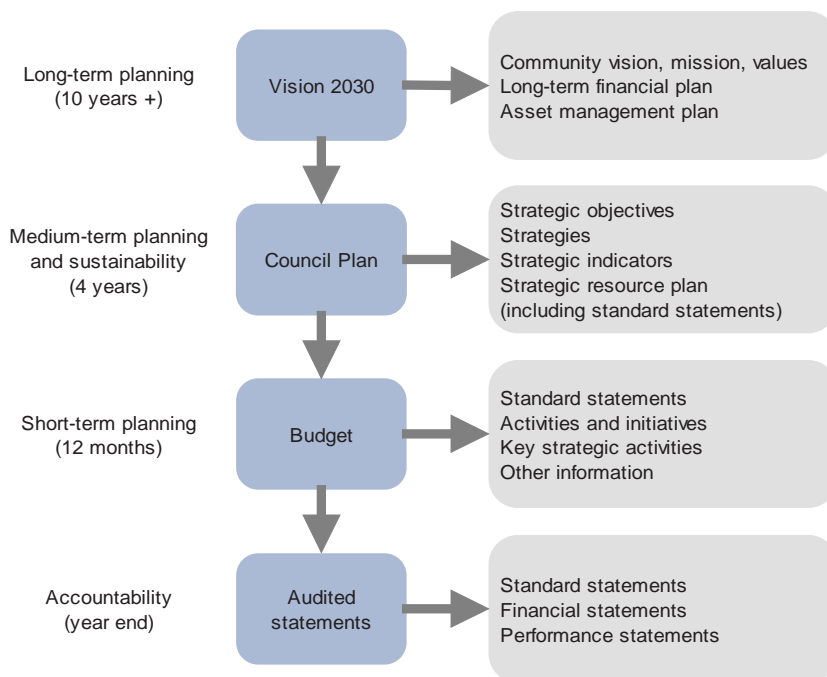 Long-term planning
(10 years +)
Vision 2030
Community vision, mission, values
Long-term financial plan
Asset management plan
Medium-term planning
and sustainability
(4 years)
Council Plan
Strategic objectives
Strategies
Strategic indicators
Strategic resource plan
(including standard statements)
Short-term planning
(12 months)
Budget
Standard statements
Activities and initiatives
Key strategic activities
Other information
Accountability
(year end)
Audited
statements
Standard statements
Financial statements
Performance statements